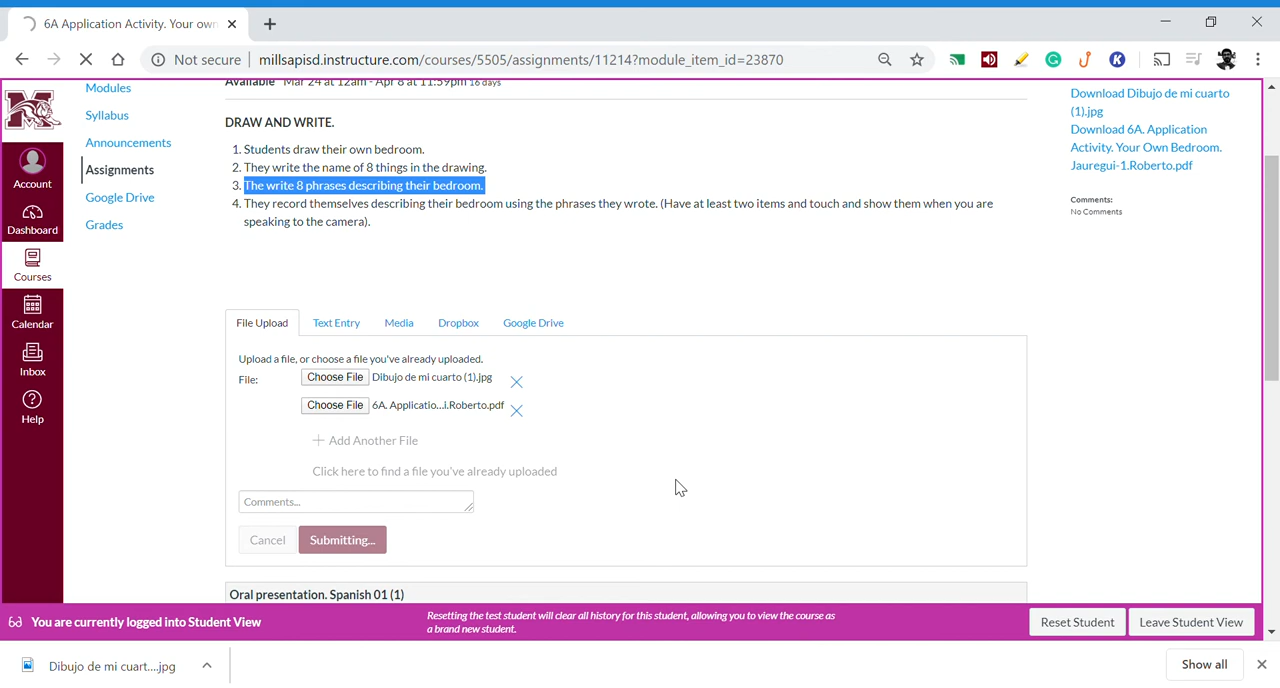 6A Application Activity. Your own
Not secure
millsapisd.instructure.com/courses/5505/assignments/11214?module_item_id=23870
Account
Dashboard
Courses
Calendar
Inbox
Help
Modules
Syllabus
Announcements
Assignments
Google Drive
Grades
Available Mar 24 at 12am - Apr 8 at 11:59pm 16 days
DRAW AND WRITE.
1. Students draw their own bedroom.
2. They write the name of 8 things in the drawing.
3. The write 8 phrases describing their bedroom.
4. They record themselves describing their bedroom using the phrases they wrote. (Have at least two items and touch and show them when you are
speaking to the camera).
File Upload Text Entry Media Dropbox Google Drive
Upload a file, or choose a file you've already uploaded.
File: Choose File Dibujo de mi cuarto (1).jpg
Choose File 6A. Applicatio...i.Roberto.pdf
Add Another File
Click here to find a file you've already uploaded
Comments...
Cancel Submitting...
Oral presentation. Spanish 01 (1)
Download Dibujo de mi cuarto
(1).jpg
Download 6A. Application
Activity. Your Own Bedroom.
Jauregui-1.Roberto.pdf
Comments:
No Comments
You are currently logged into Student View
Resetting the test student will clear all history for this student, allowing you to view the course as
a brand new student.
Reset Student Leave Student View
Dibujo de mi cuart....jpg
Show all